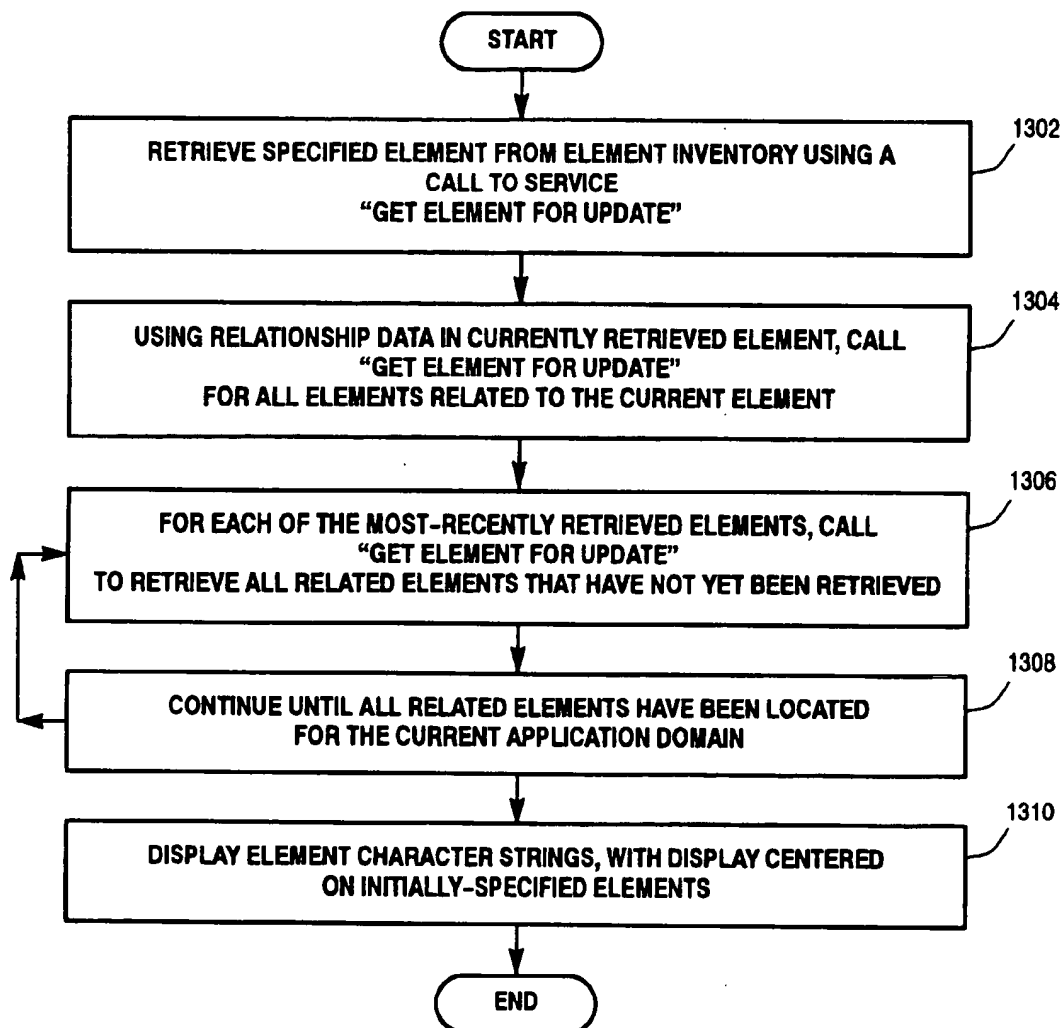 START
1302
RETRIEVE SPECIFIED ELEMENT FROM ELEMENT INVENTORY USING A
CALL TO SERVICE
“GET ELEMENT FOR UPDATE”
1304
USING RELATIONSHIP DATA IN CURRENTLY RETRIEVED ELEMENT, CALL
“GET ELEMENT FOR UPDATE”
FOR ALL ELEMENTS RELATED TO THE CURRENT ELEMENT
1306
FOR EACH OF THE MOST-RECENTLY RETRIEVED ELEMENTS, CALL
“GET ELEMENT FOR UPDATE”
TO RETRIEVE ALL RELATED ELEMENTS THAT HAVE NOT YET BEEN RETRIEVED
1308
CONTINUE UNTIL ALL RELATED ELEMENTS HAVE BEEN LOCATED
FOR THE CURRENT APPLICATION DOMAIN
1310
DISPLAY ELEMENT CHARACTER STRINGS, WITH DISPLAY CENTERED
ON INITIALLY-SPECIFIED ELEMENTS
END